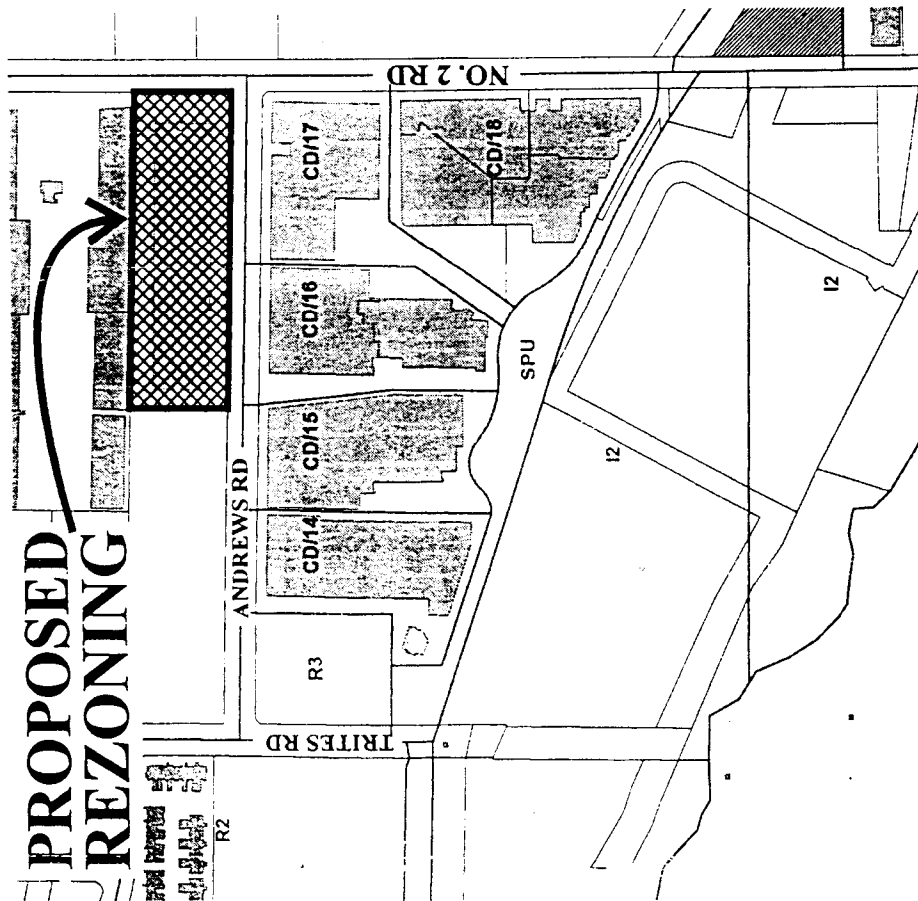 PROPOSED
REZONING
NO. 2 RD
CD/17
CD/18
CD/16
ANDREWS RD
CD/15
CD/14
SPU
I2
I2
R3
TRITES RD
R2